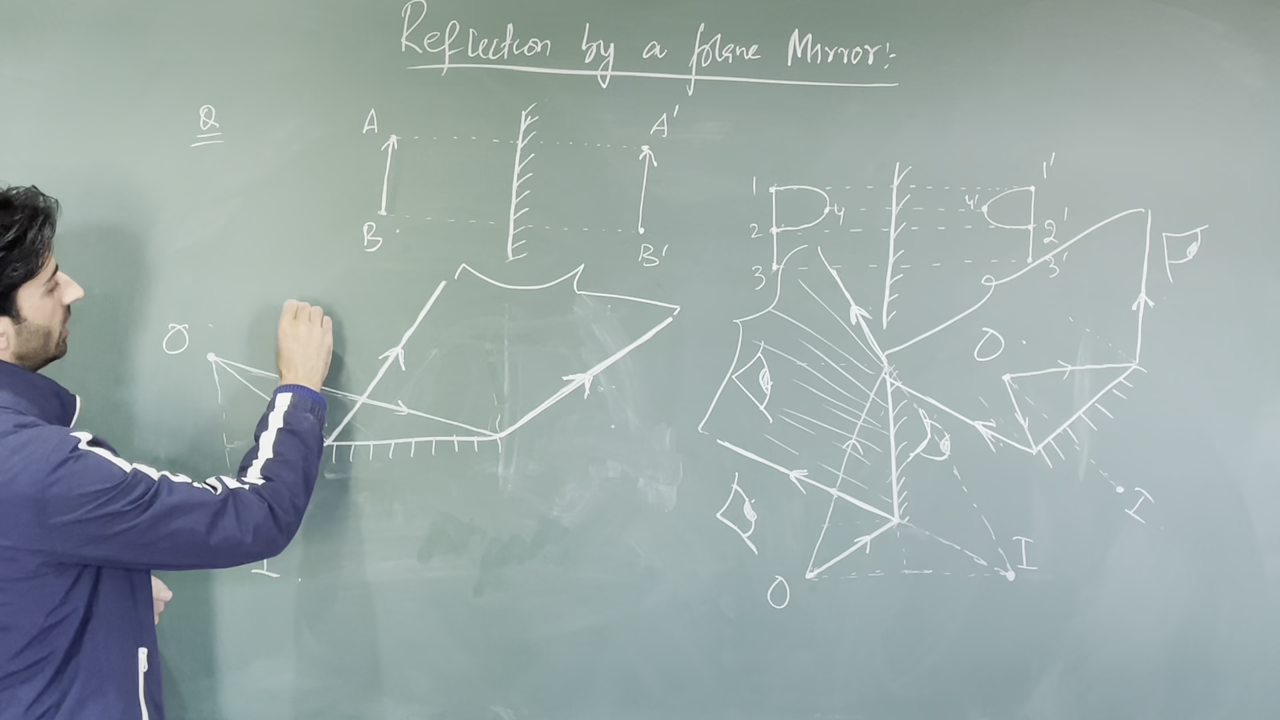 Reflection by a plane Mirror:-
Q
A A'
B B'
1 4 4' 1'
2 2'
3 3'
O
O
I
I
I
O